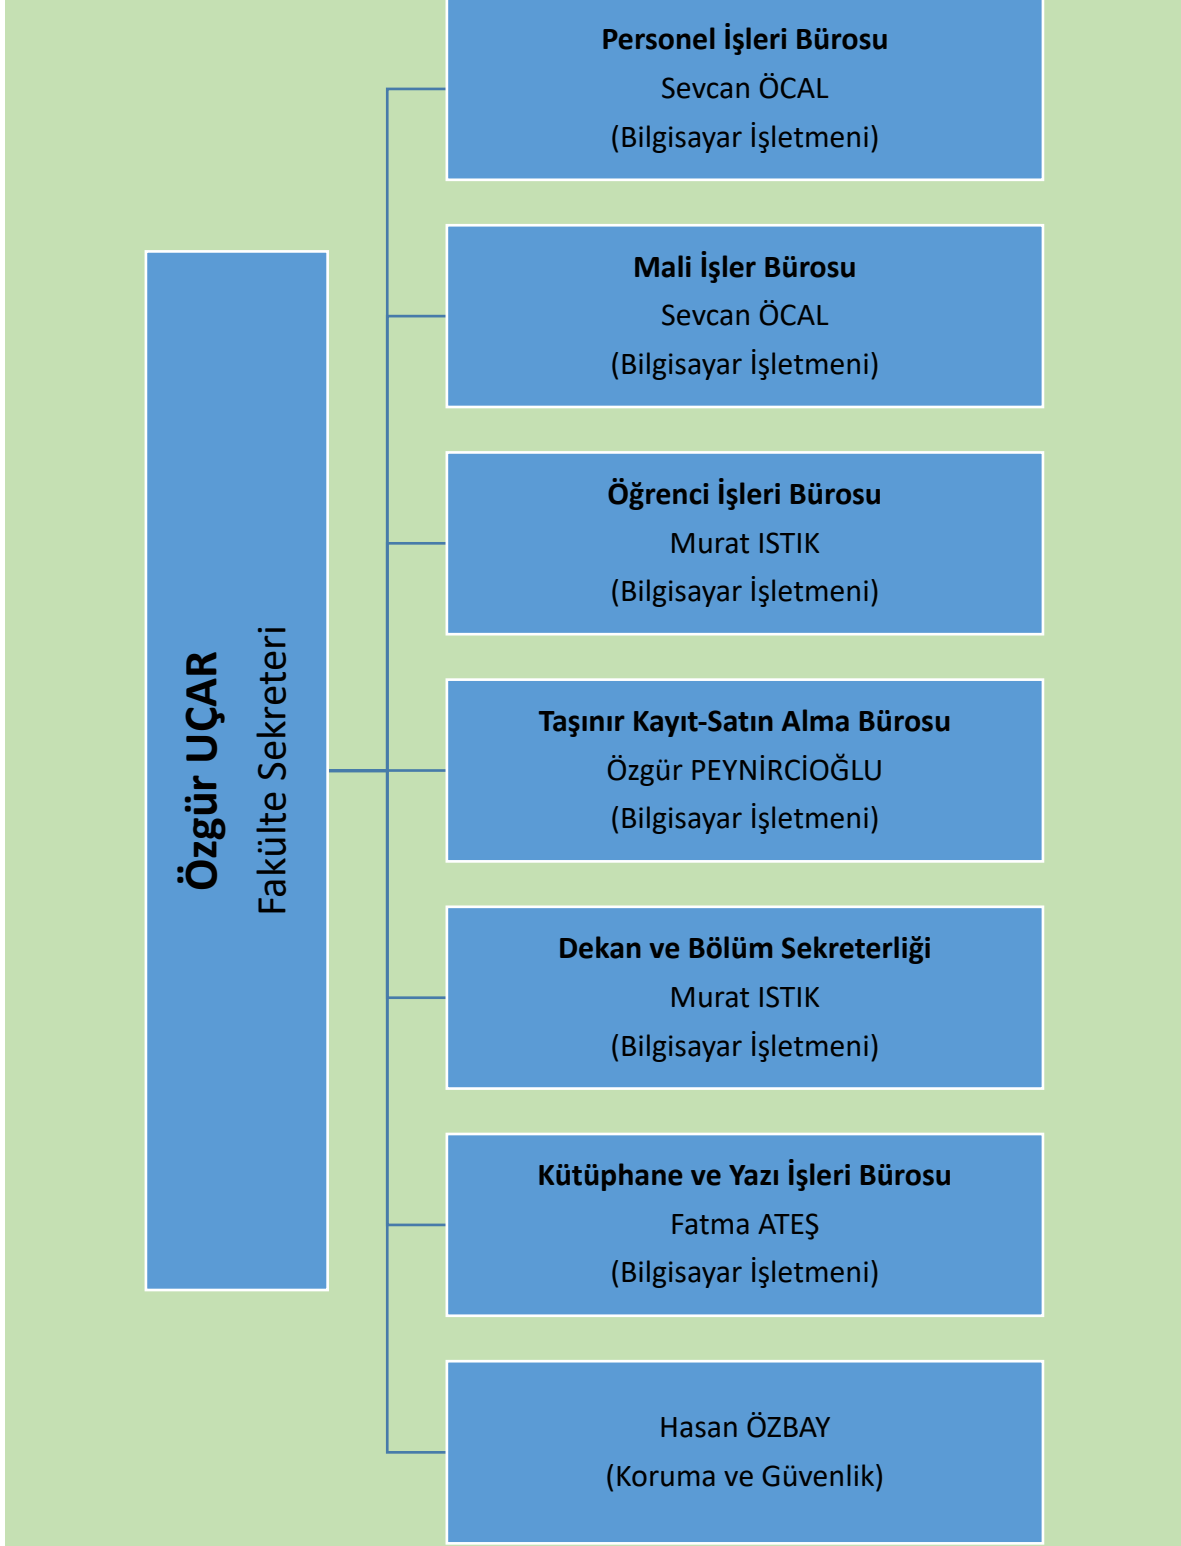 Özgür UÇAR
Fakülte Sekreteri
Personel İşleri Bürosu
Sevcan ÖCAL
(Bilgisayar İşletmeni)
Mali İşler Bürosu
Sevcan ÖCAL
(Bilgisayar İşletmeni)
Öğrenci İşleri Bürosu
Murat ISTIK
(Bilgisayar İşletmeni)
Taşınır Kayıt-Satın Alma Bürosu
Özgür PEYNİRCİOĞLU
(Bilgisayar İşletmeni)
Dekan ve Bölüm Sekreterliği
Murat ISTIK
(Bilgisayar İşletmeni)
Kütüphane ve Yazı İşleri Bürosu
Fatma ATEŞ
(Bilgisayar İşletmeni)
Hasan ÖZBAY
(Koruma ve Güvenlik)